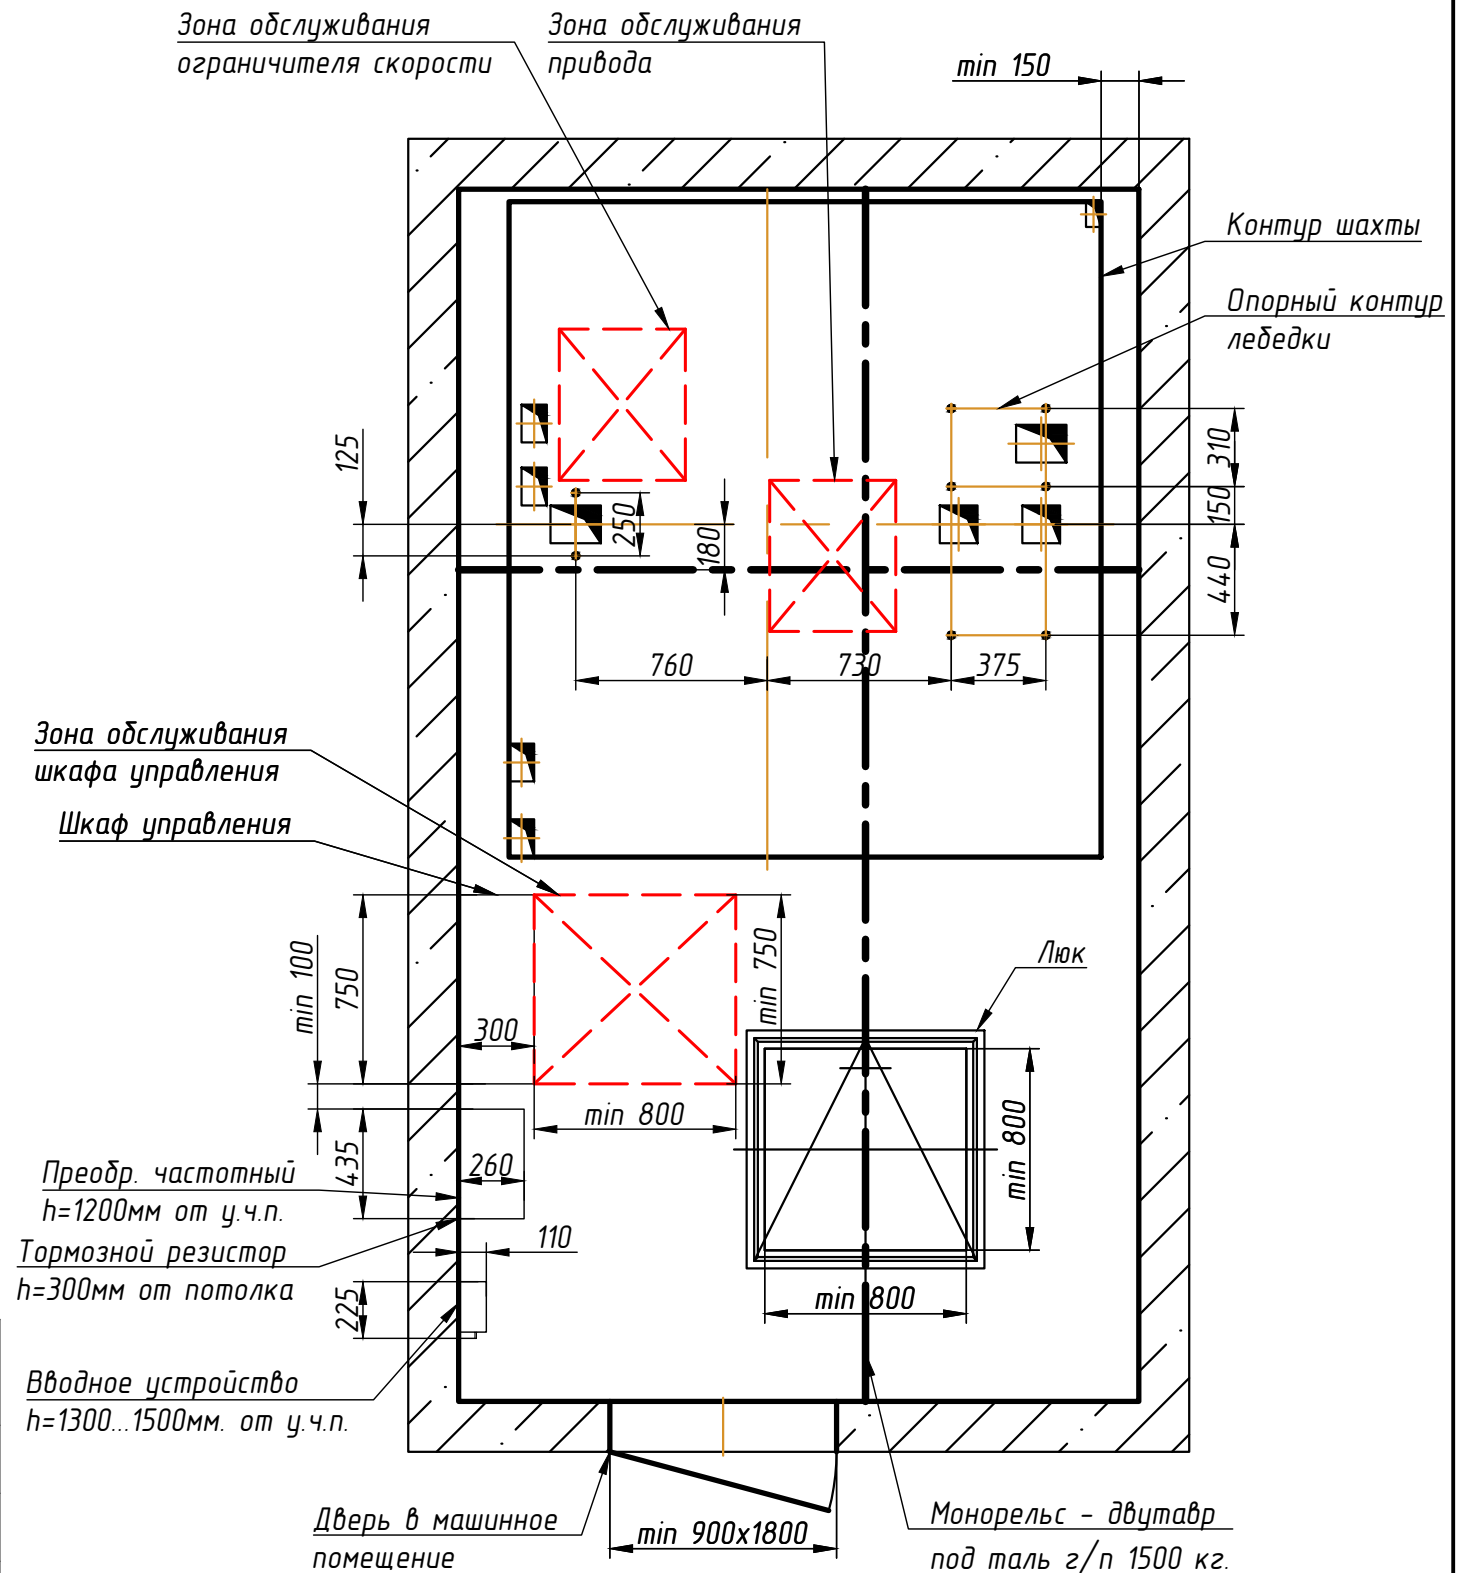 Зона обслуживания
ограничителя скорости
Зона обслуживания
привода
min 150
Контур шахты
Опорный контур
лебедки
125
250
180
310
150
440
760
730
375
Зона обслуживания
шкафа управления
Шкаф управления
min 100
750
300
min 750
min 800
Люк
min 800
min 800
435
260
Преобр. частотный
h=1200мм от у.ч.п.
Тормозной резистор
h=300мм от потолка
110
225
Вводное устройство
h=1300...1500мм. от у.ч.п.
Дверь в машинное
помещение
min 900x1800
Монорельс - двутавр
под таль г/п 1500 кг.